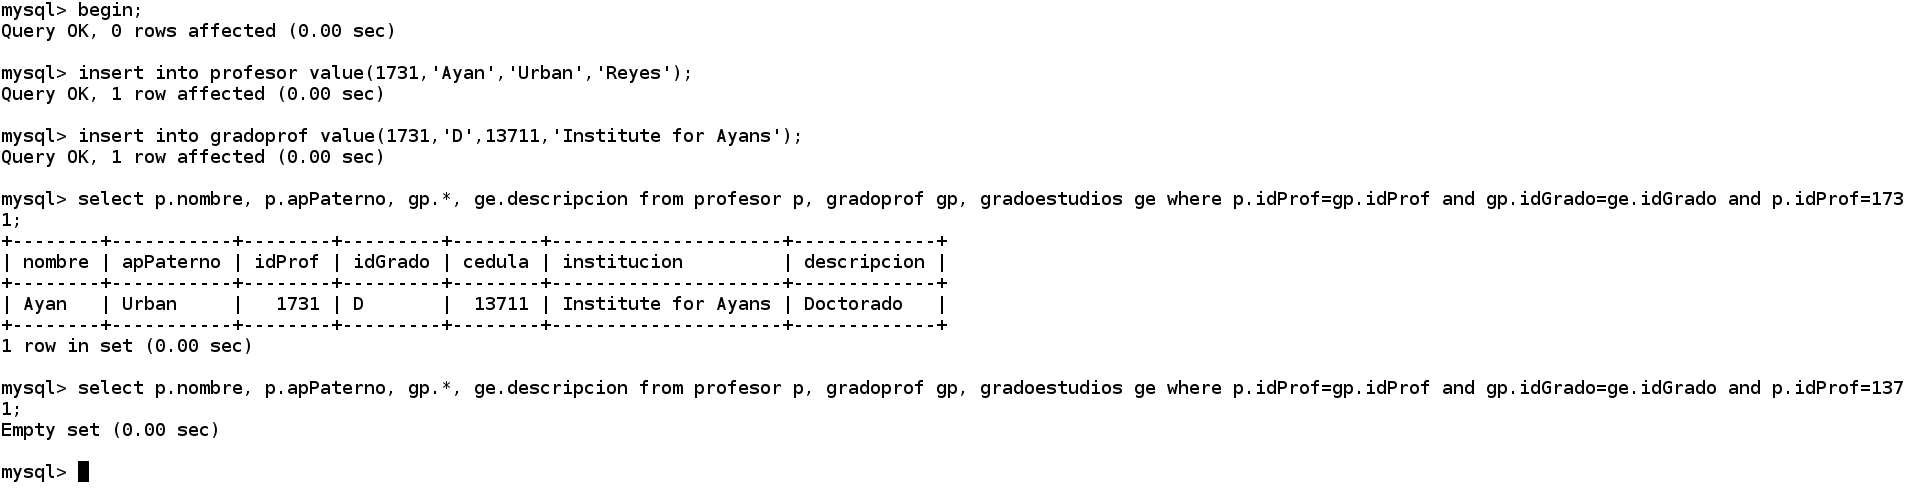 mysql> begin;
Query OK, 0 rows affected (0.00 sec)
mysql> insert into profesor value(1731,'Ayan','Urban','Reyes');
Query OK, 1 row affected (0.00 sec)
mysql> insert into gradoprof value(1731,'D',13711,'Institute for Ayans');
Query OK, 1 row affected (0.00 sec)
mysql> select p.nombre, p.apPaterno, gp.*, ge.descripcion from profesor p, gradoprof gp, gradoestudios ge where p.idProf=gp.idProf and gp.idGrado=ge.idGrado and p.idProf=173
1;
+--------+-----------+--------+---------+--------+---------------------+-------------+
| nombre | apPaterno | idProf | idGrado | cedula | institucion         | descripcion |
+--------+-----------+--------+---------+--------+---------------------+-------------+
| Ayan   | Urban     |   1731 | D       |  13711 | Institute for Ayans | Doctorado   |
+--------+-----------+--------+---------+--------+---------------------+-------------+
1 row in set (0.00 sec)
mysql> select p.nombre, p.apPaterno, gp.*, ge.descripcion from profesor p, gradoprof gp, gradoestudios ge where p.idProf=gp.idProf and gp.idGrado=ge.idGrado and p.idProf=137
1;
Empty set (0.00 sec)
mysql>